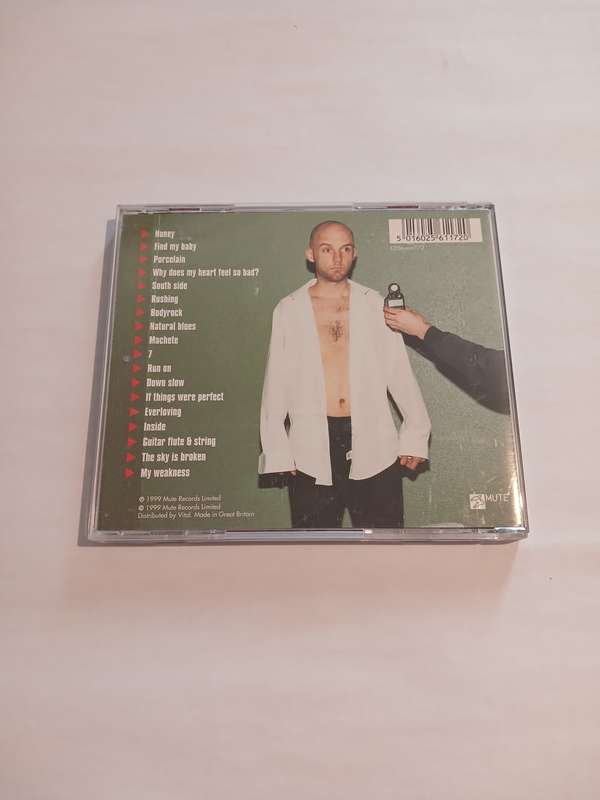 Honey
Find my baby
Porcelain
Why does my heart feel so bad?
South side
Rushing
Bodyrock
Natural blues
Machete
7
Run on
Down slow
If things were perfect
Everloving
Inside
Guitar flute & string
The sky is broken
My weakness
℗ 1999 Mute Records Limited
© 1999 Mute Records Limited
Distributed by Vital. Made in Great Britain
5 016025 611720
MUTE